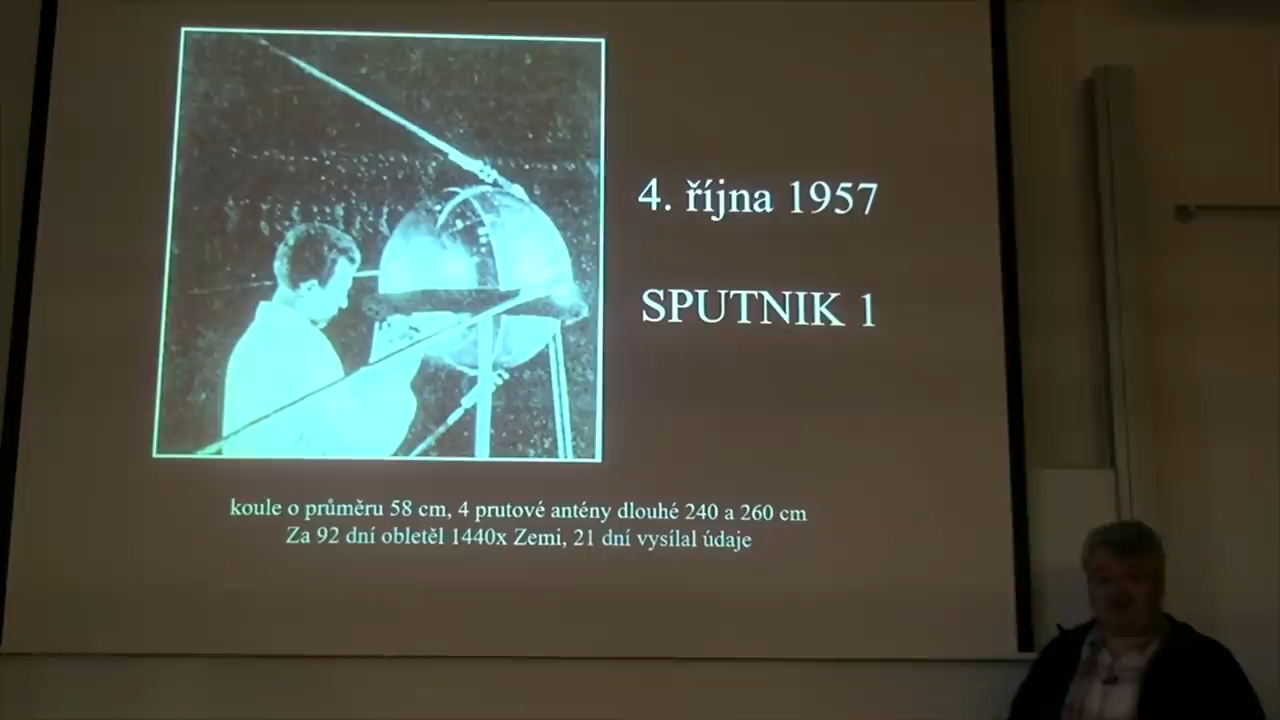 4. října 1957
SPUTNIK 1
koule o průměru 58 cm, 4 prutové antény dlouhé 240 a 260 cm
Za 92 dní obletěl 1440x Zemi, 21 dní vysílal údaje